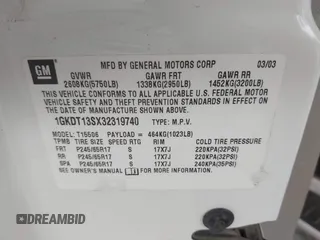 GM
MFD BY GENERAL MOTORS CORP 03/03
GVWR GAWR FRT GAWR RR
2608KG(5750LB) 1338KG(2950LB) 1452KG(3200LB)
THIS VEHICLE CONFORMS TO ALL APPLICABLE U.S. FEDERAL MOTOR
VEHICLE SAFETY STANDARDS IN EFFECT ON THE DATE OF
MANUFACTURE SHOWN ABOVE.
1GKDT13SX32319740 TYPE: M.P.V.
MODEL: T15506 PAYLOAD = 464KG(1023LB)
TPMB TIRE SIZE SPEED RTG RIM COLD TIRE PRESSURE
FRT P245/65R17 S 17X7J 220KPA(32PSI)
RR P245/65R17 S 17X7J 220KPA(32PSI)
SPA P245/65R17 S 17X7J 240KPA(35PSI)
SEE OWNER'S MANUAL FOR MORE INFORMATION
DREAMBID